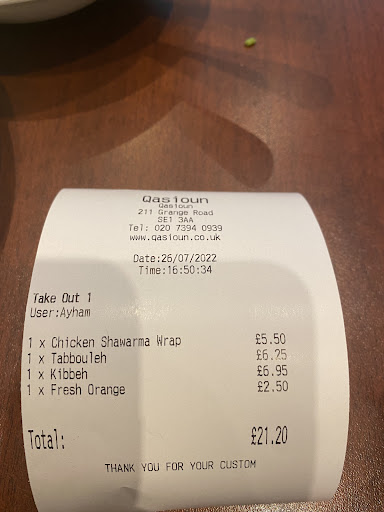 Qasioun
Qasioun
211 Grange Road
SE1 3AA
Tel: 020 7394 0939
www.qasioun.co.uk
Date:26/07/2022
Time:16:50:34
Take Out 1
User:Ayham
1 x Chicken Shawarma Wrap £5.50
1 x Tabbouleh £6.25
1 x Kibbeh £6.95
1 x Fresh Orange £2.50
Total: £21.20
THANK YOU FOR YOUR CUSTOM